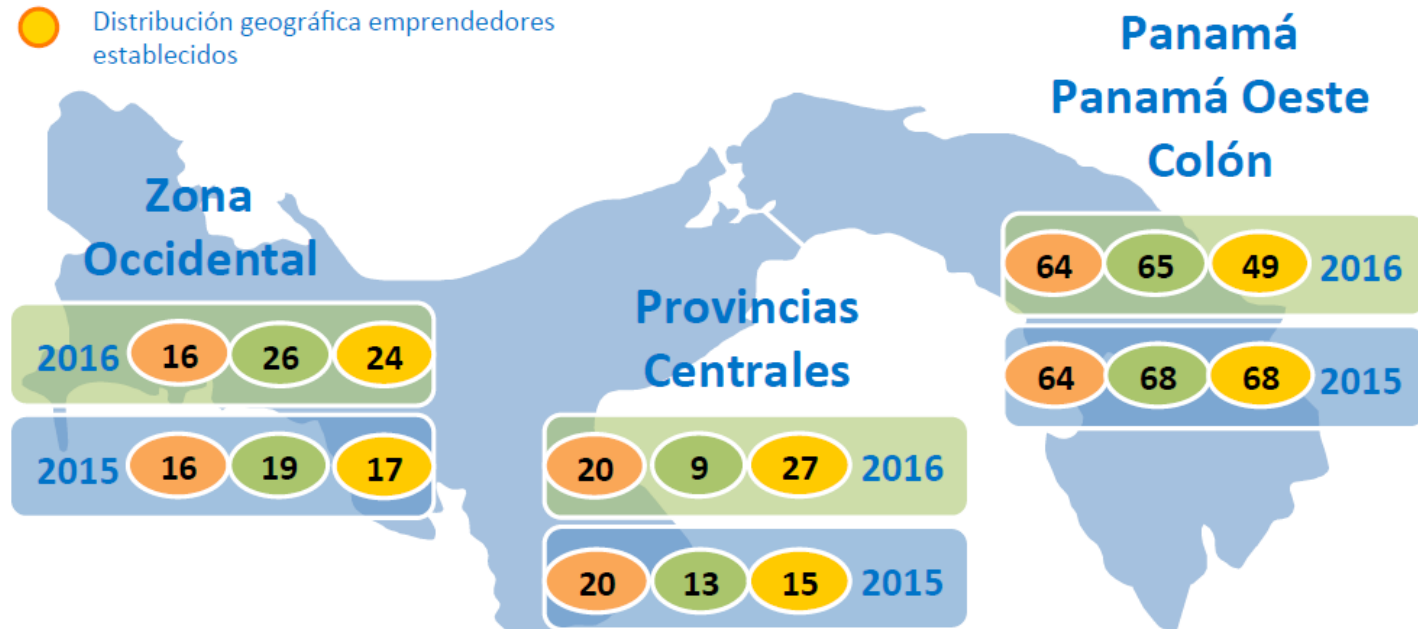 Distribución geográfica emprendedores
establecidos
Panamá
Panamá Oeste
Colón
64 65 49 2016
64 68 68 2015
Zona
Occidental
2016 16 26 24
2015 16 19 17
Provincias
Centrales
20 9 27 2016
20 13 15 2015